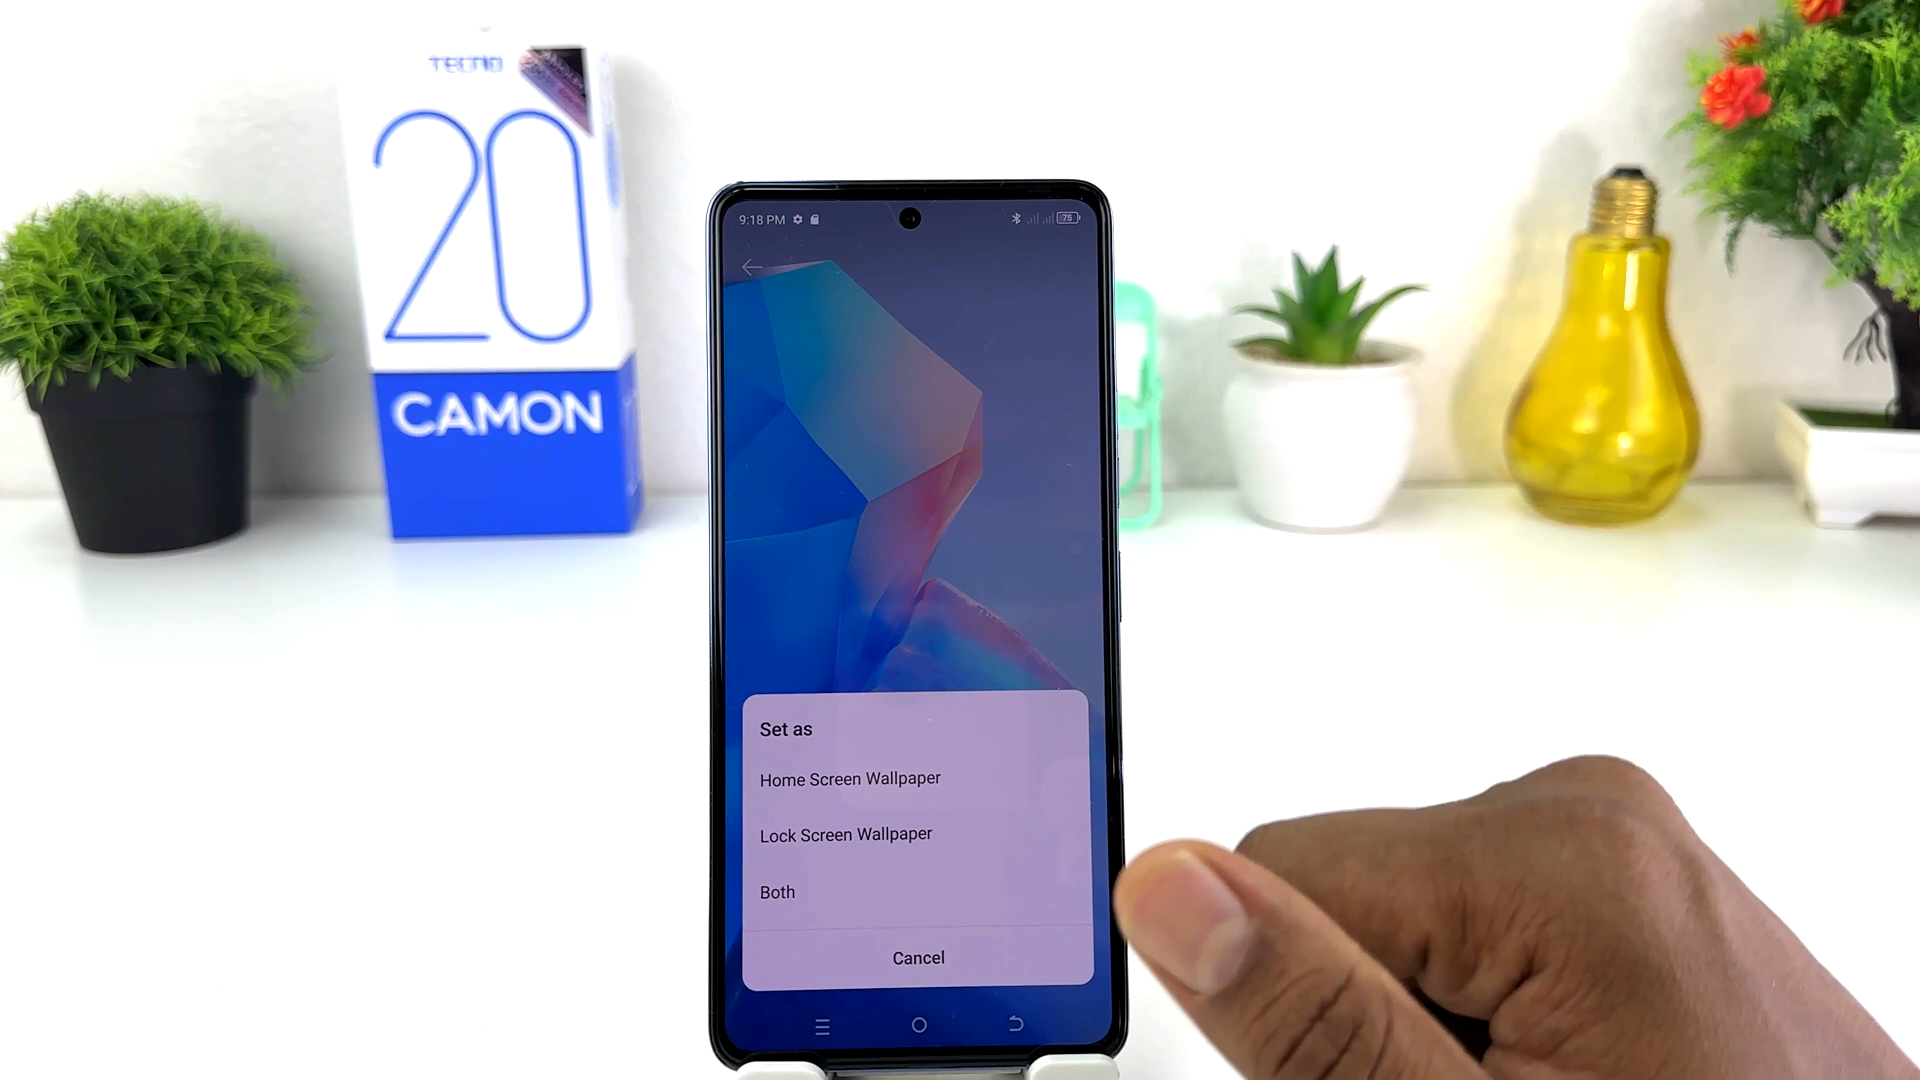 TECNO
20
CAMON
9:18 PM
75
Set as
Home Screen Wallpaper
Lock Screen Wallpaper
Both
Cancel